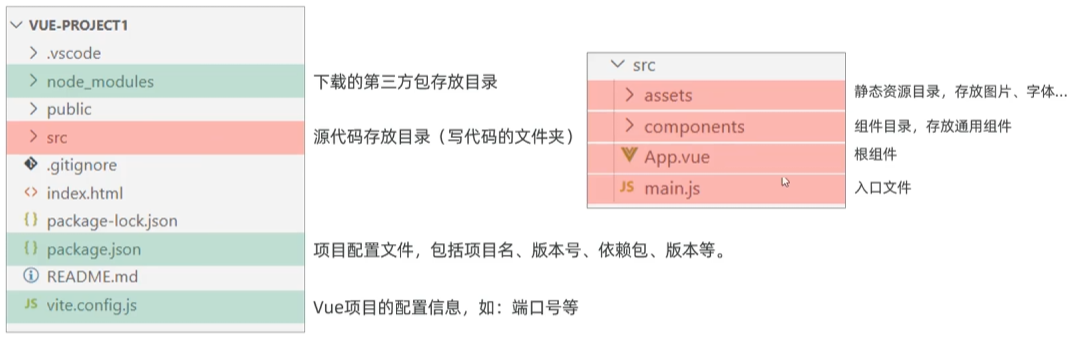 VUE-PROJECT1
.vscode
node_modules
下载的第三方包存放目录
public
src
源代码存放目录（写代码的文件夹）
.gitignore
index.html
package-lock.json
package.json
项目配置文件，包括项目名、版本号、依赖包、版本等。
README.md
JS vite.config.js
Vue项目的配置信息，如：端口号等
src
assets
静态资源目录，存放图片、字体...
components
组件目录，存放通用组件
App.vue
根组件
JS main.js
入口文件